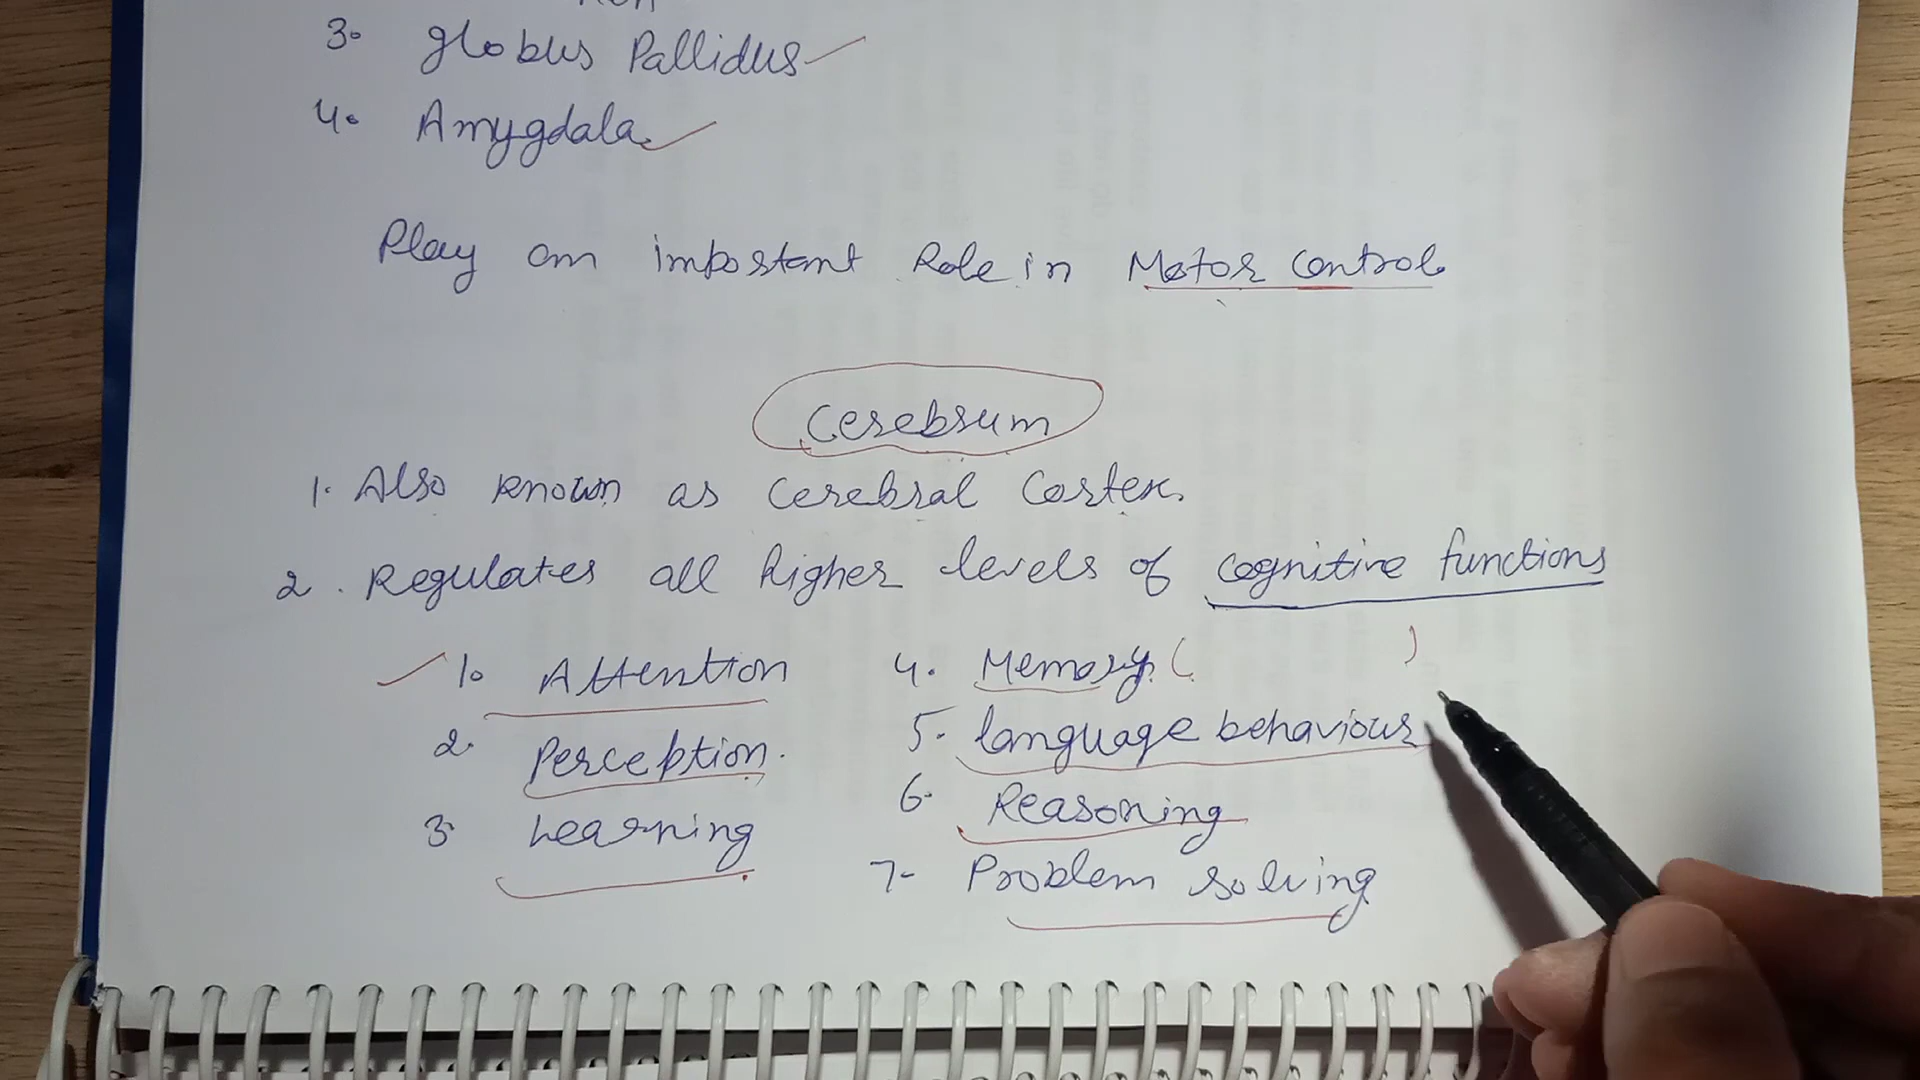 3. Globus Pallidus
4. Amygdala
Play an important Role in Motor Control.
Cerebrum
1. Also known as Cerebral Cortex.
2. Regulates all higher levels of cognitive functions
1. Attention
2. Perception.
3. Learning
4. Memory ( )
5. language behaviour
6. Reasoning
7- Problem solving